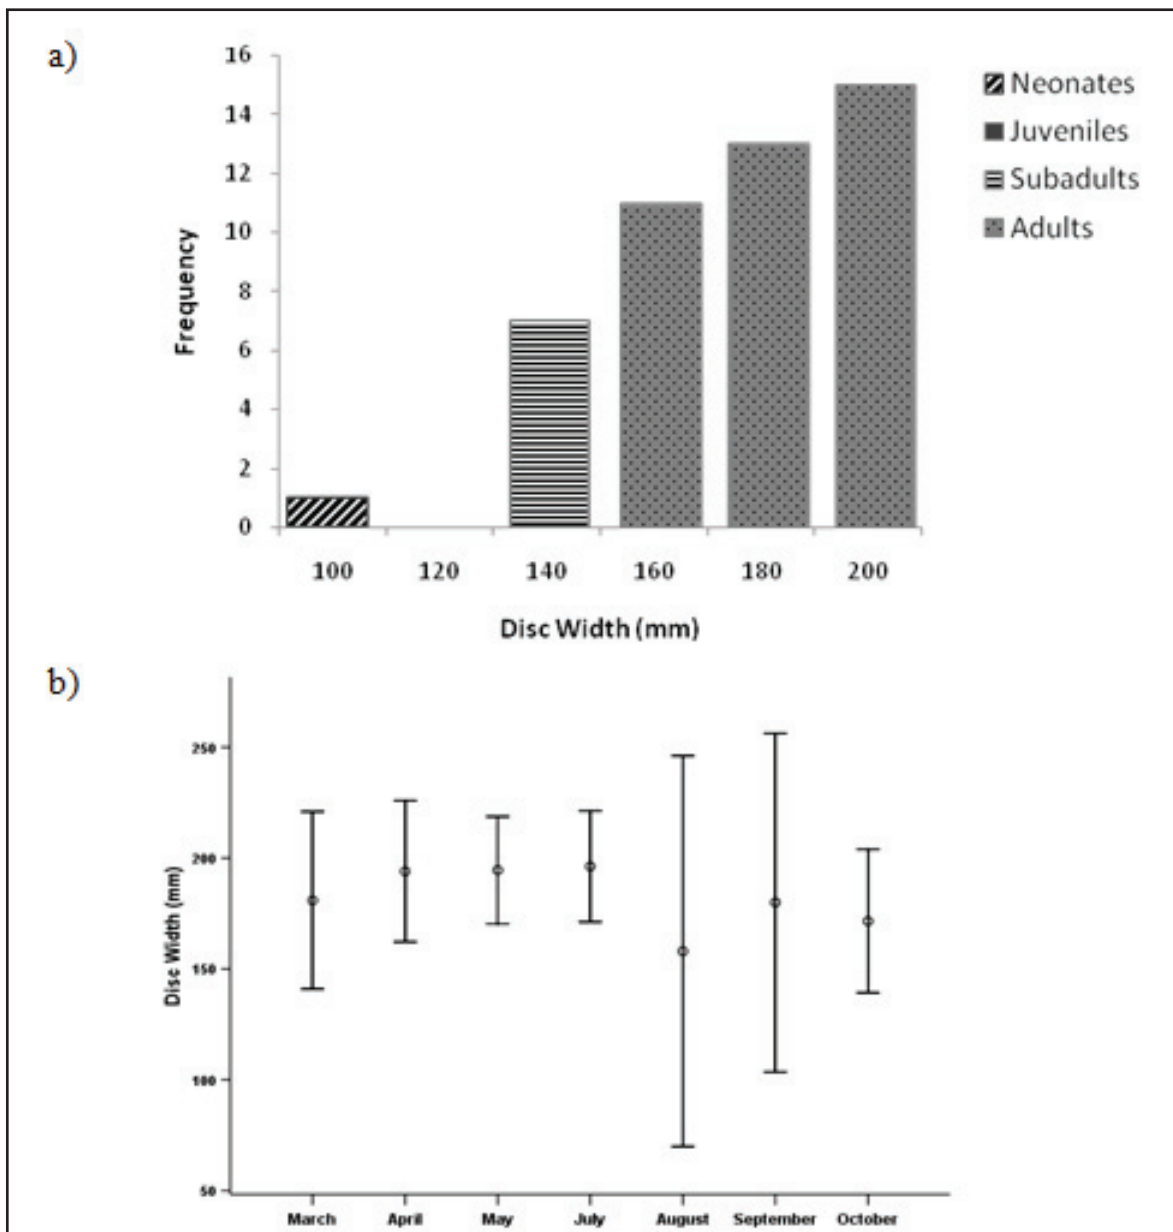 a)
16
14
12
10
8
6
4
2
0
Frequency
100 120 140 160 180 200
Disc Width (mm)
Neonates
Juveniles
Subadults
Adults
b)
250
200
150
100
50
Disc Width (mm)
March April May July August September October